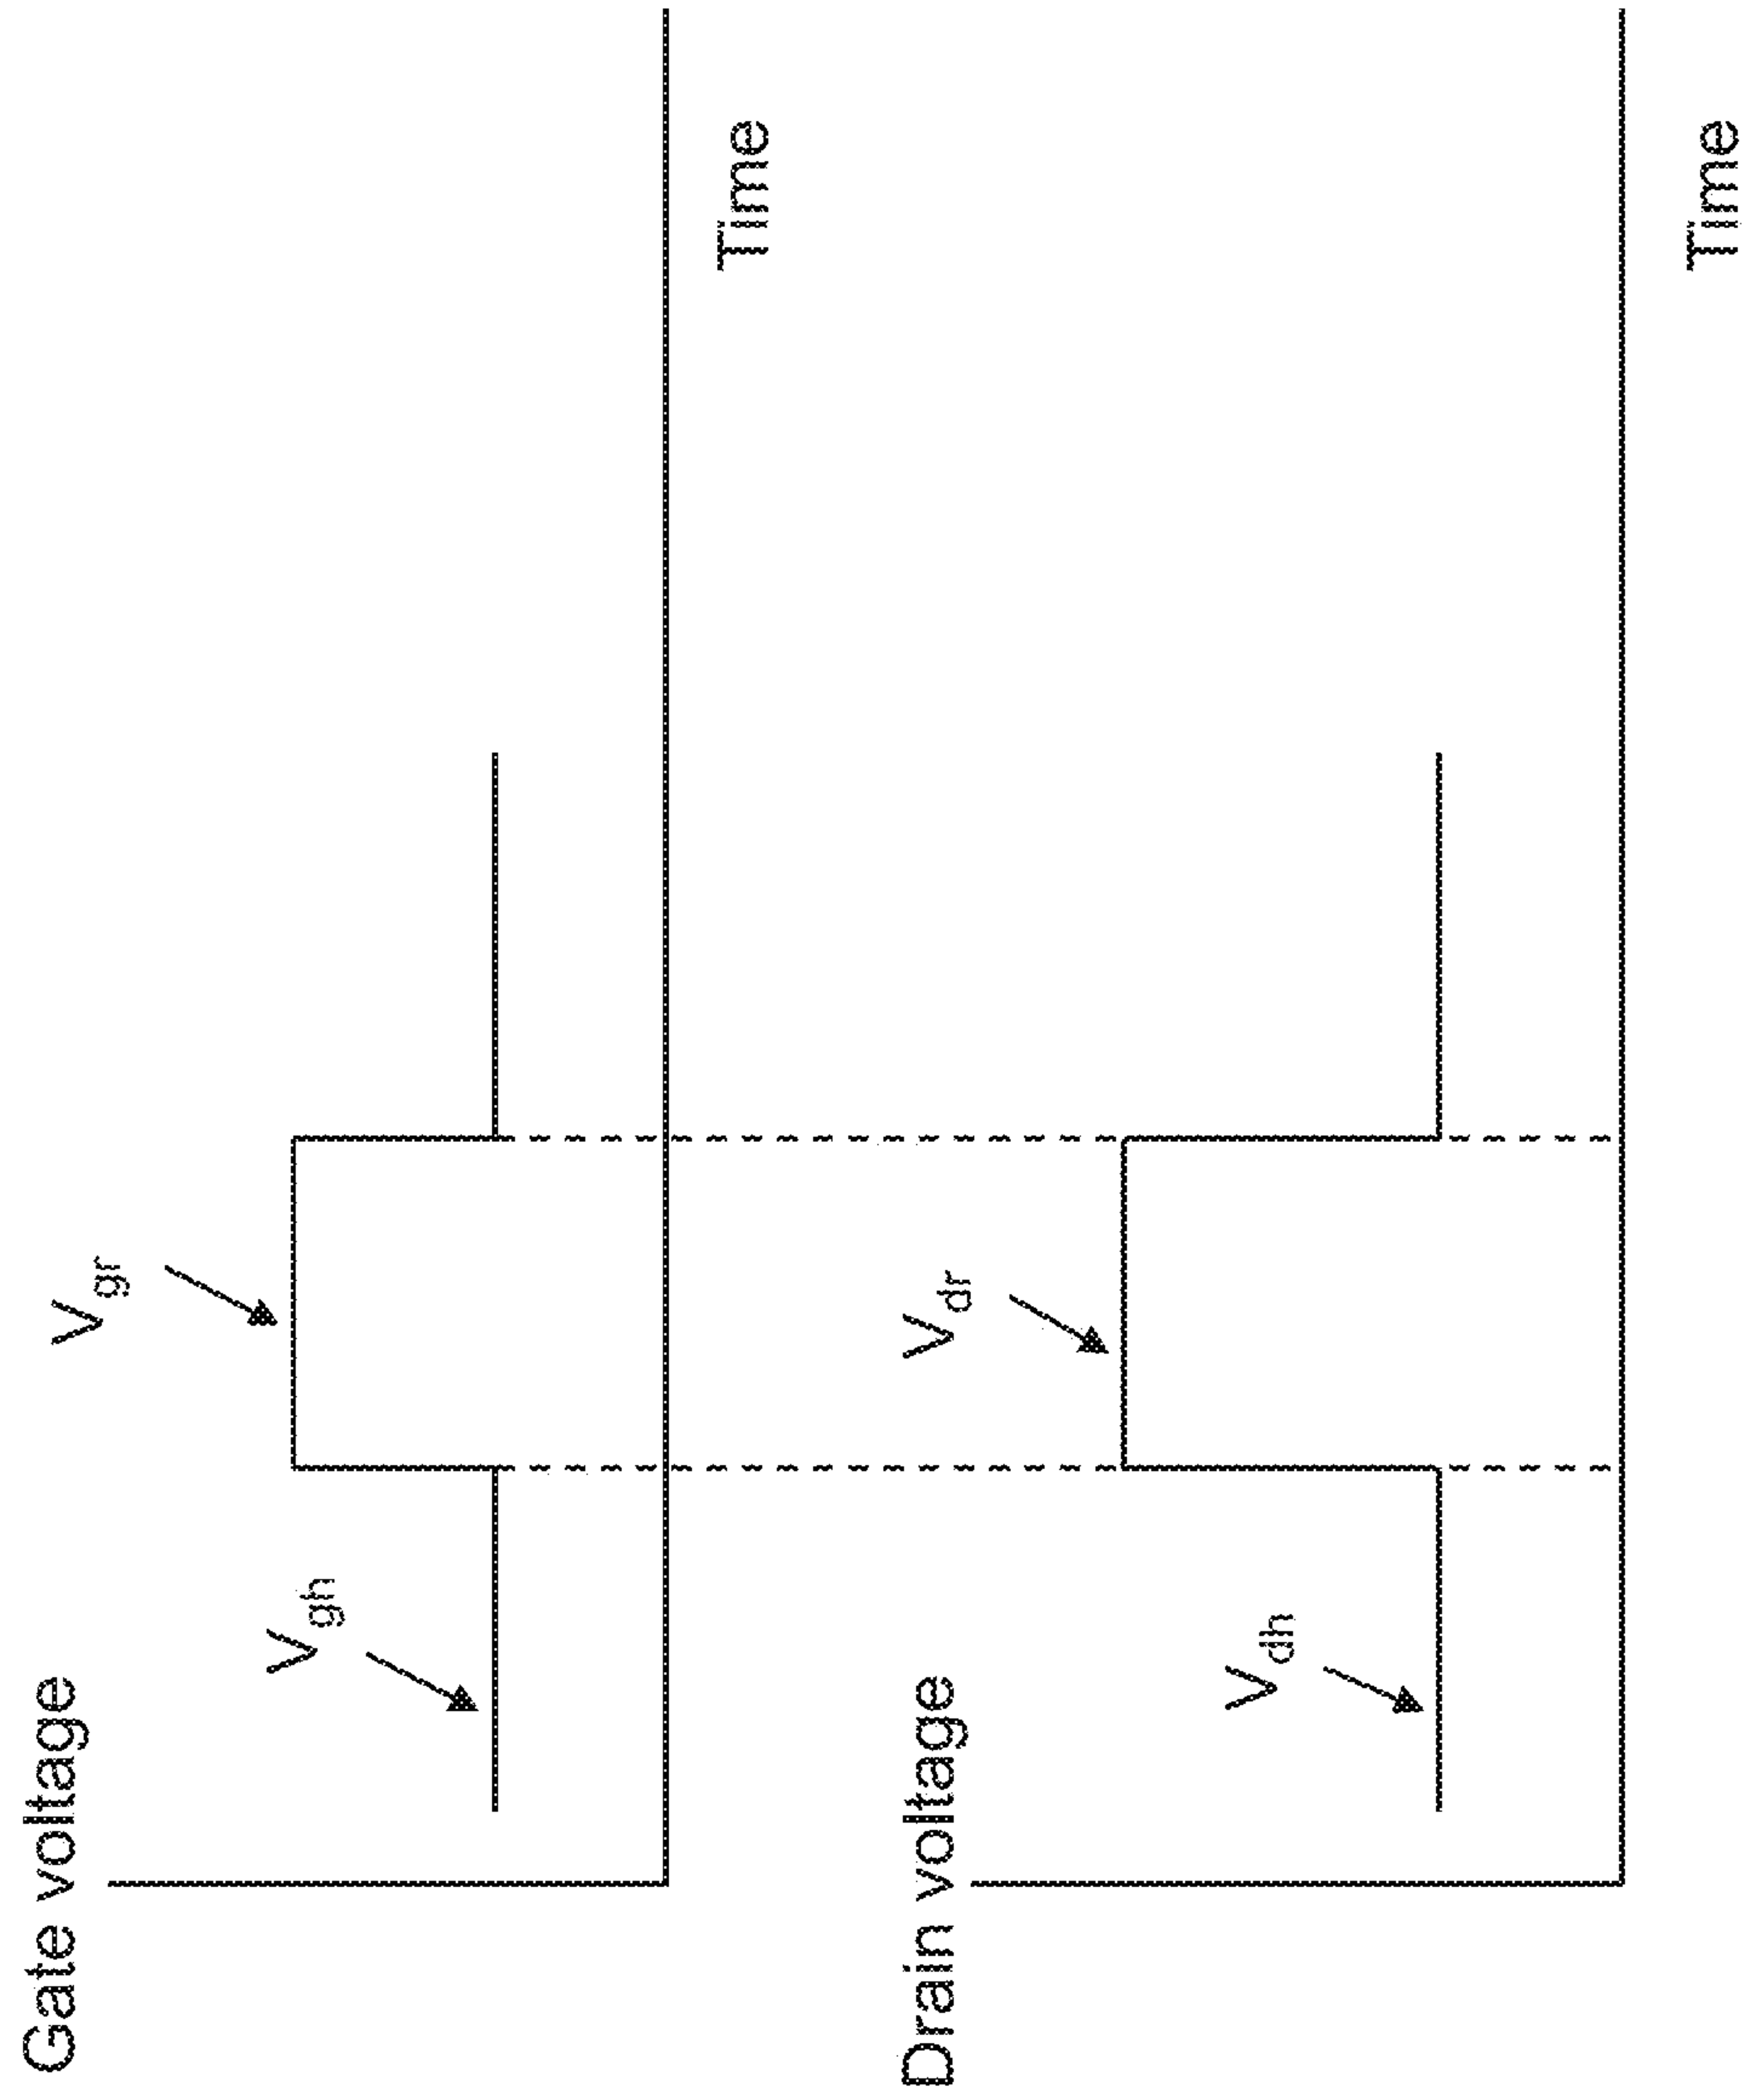 Gate voltage
V_gr
V_gh
Time
Drain voltage
V_dr
V_dh
Time